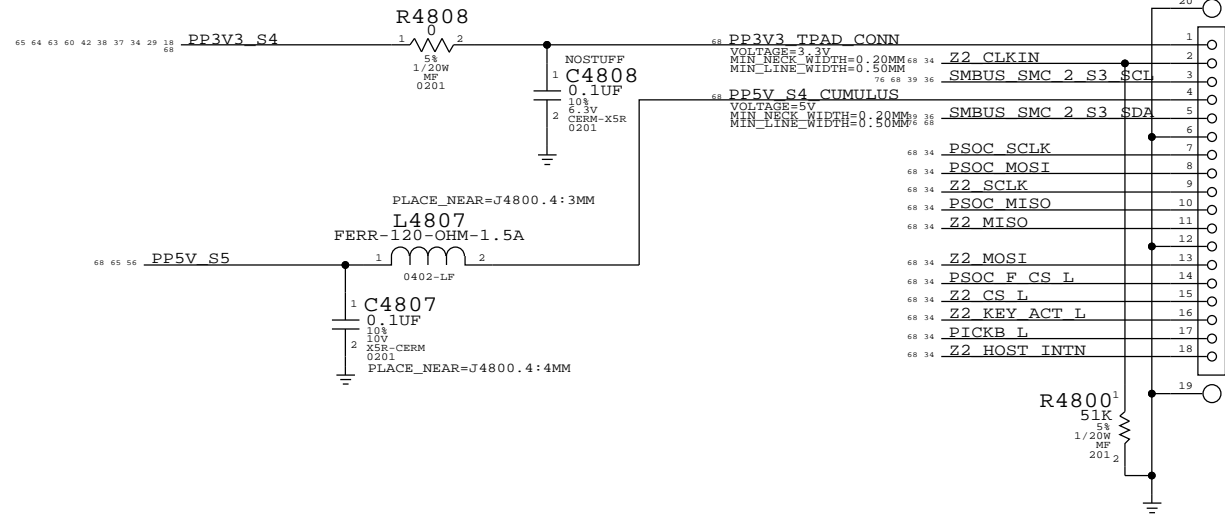 20
R4808
0
65 64 63 60 42 38 37 34 29 18
68
PP3V3_S4
1
2
5%
1/20W
MF
0201
NOSTUFF
1
C4808
0.1UF
10%
6.3V
2
CERM-X5R
0201
68 PP3V3_TPAD_CONN
VOLTAGE=3.3V
MIN_NECK_WIDTH=0.20MM
MIN_LINE_WIDTH=0.50MM
68 PP5V_S4_CUMULUS
VOLTAGE=5V
MIN_NECK_WIDTH=0.20MM
MIN_LINE_WIDTH=0.50MM
1
68 34 Z2_CLKIN 2
76 68 39 36 SMBUS_SMC_2_S3_SCL 3
4
39 36
76 68
SMBUS_SMC_2_S3_SDA 5
6
68 34 PSOC_SCLK 7
68 34 PSOC_MOSI 8
68 34 Z2_SCLK 9
68 34 PSOC_MISO 10
68 34 Z2_MISO 11
12
68 34 Z2_MOSI 13
68 34 PSOC_F_CS_L 14
68 34 Z2_CS_L 15
68 34 Z2_KEY_ACT_L 16
68 34 PICKB_L 17
68 34 Z2_HOST_INTN 18
19
PLACE_NEAR=J4800.4:3MM
L4807
FERR-120-OHM-1.5A
68 65 56 PP5V_S5
1
2
0402-LF
1
C4807
0.1UF
10%
10V
2
X5R-CERM
0201
PLACE_NEAR=J4800.4:4MM
R4800
1
51K
5%
1/20W
MF
201
2